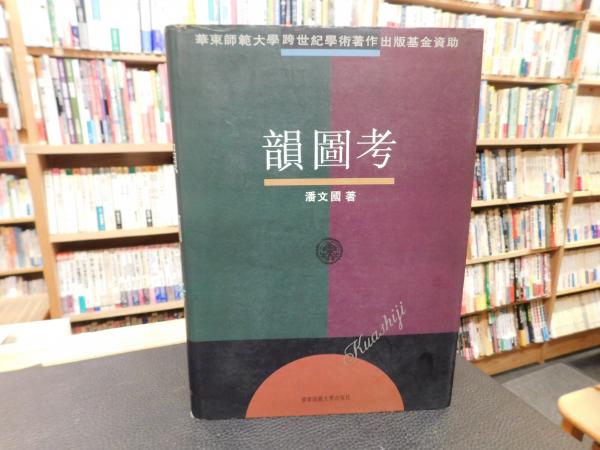 華東師範大學跨世紀學術著作出版基金資助
韻圖考
潘文國 著
Kuashiji
華東師範大學出版社